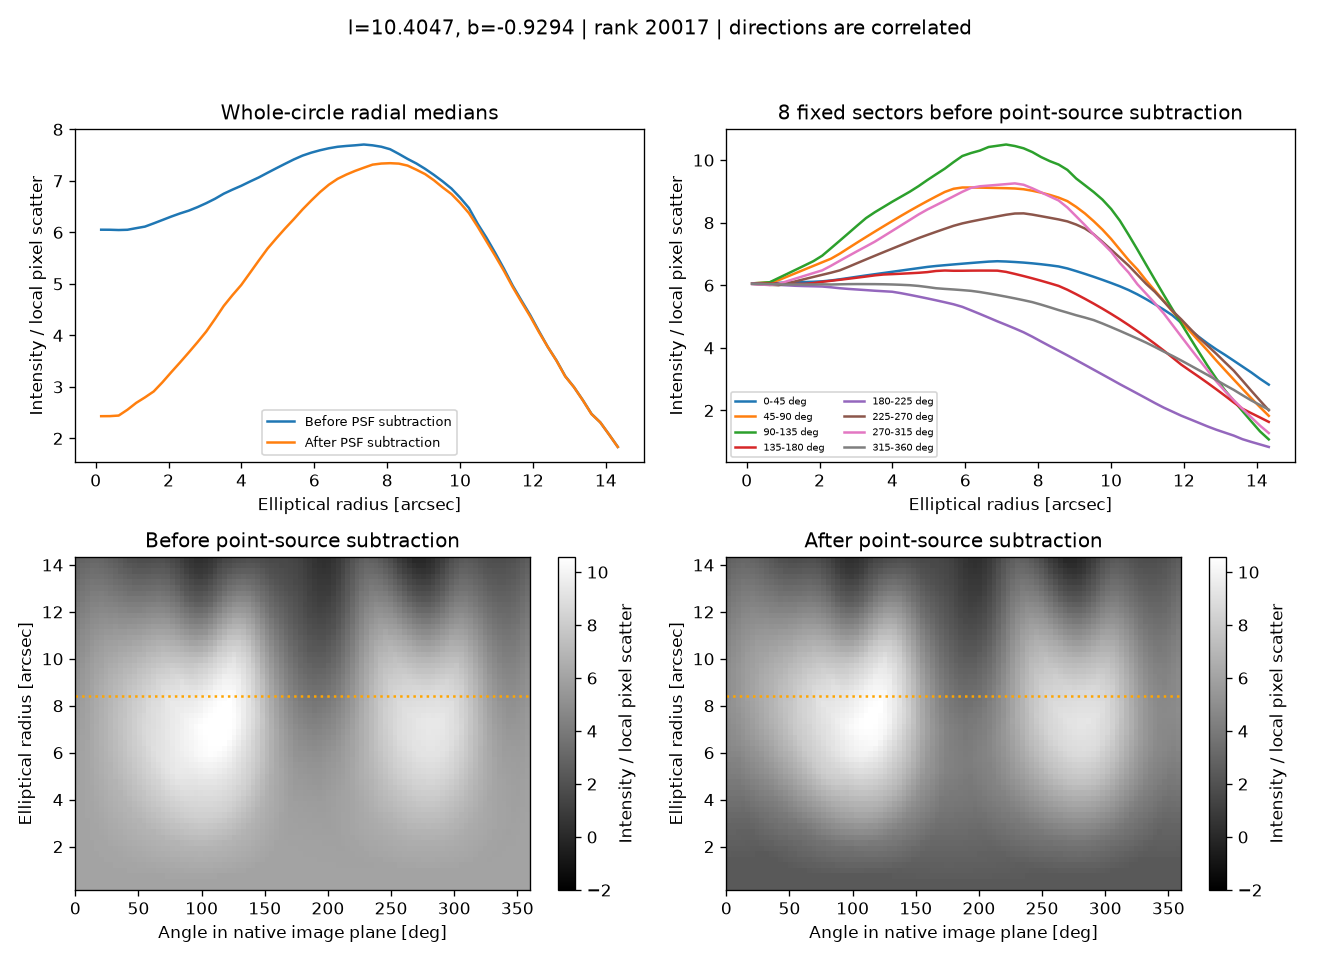 l=10.4047, b=-0.9294 | rank 20017 | directions are correlated
Whole-circle radial medians
8
7
6
5
4
3
2
Intensity / local pixel scatter
Before PSF subtraction
After PSF subtraction
0 2 4 6 8 10 12 14
Elliptical radius [arcsec]
8 fixed sectors before point-source subtraction
10
8
6
4
2
Intensity / local pixel scatter
0-45 deg
45-90 deg
90-135 deg
135-180 deg
180-225 deg
225-270 deg
270-315 deg
315-360 deg
0 2 4 6 8 10 12 14
Elliptical radius [arcsec]
Before point-source subtraction
14
12
10
8
6
4
2
Elliptical radius [arcsec]
0 50 100 150 200 250 300 350
Angle in native image plane [deg]
10
8
6
4
2
0
−2
Intensity / local pixel scatter
After point-source subtraction
14
12
10
8
6
4
2
Elliptical radius [arcsec]
0 50 100 150 200 250 300 350
Angle in native image plane [deg]
10
8
6
4
2
0
−2
Intensity / local pixel scatter